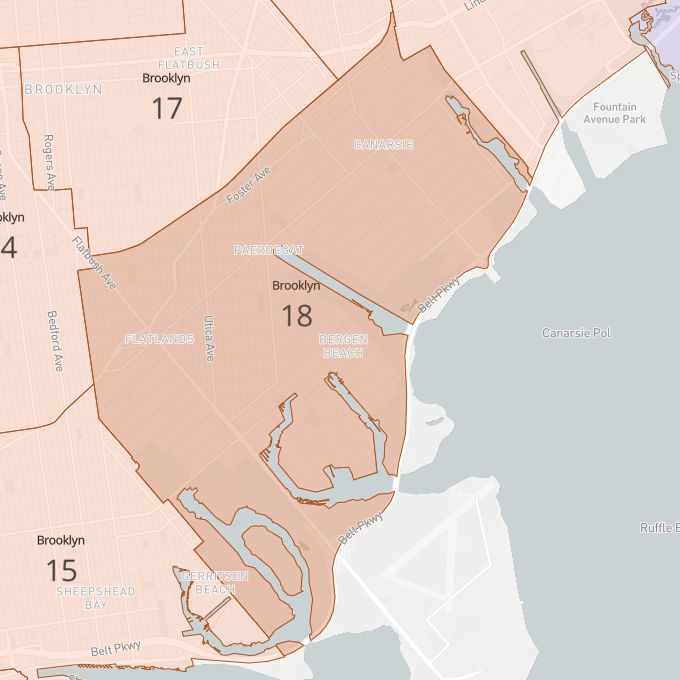 Lind
EAST
FLATBUSH
Brooklyn
17
BROOKLYN
Fountain
Avenue Park
Rogers Ave
CANARSIE
Foster Ave
oklyn
4
Flatbush Ave
PAERDEGAT
Brooklyn
18
Belt Pkwy
Bedford Ave
Utica Ave
FLATLANDS
BERGEN
BEACH
Canarsie Pol
Belt Pkwy
Ruffle B
Brooklyn
15
GERRITSEN
BEACH
SHEEPSHEAD
BAY
Belt Pkwy